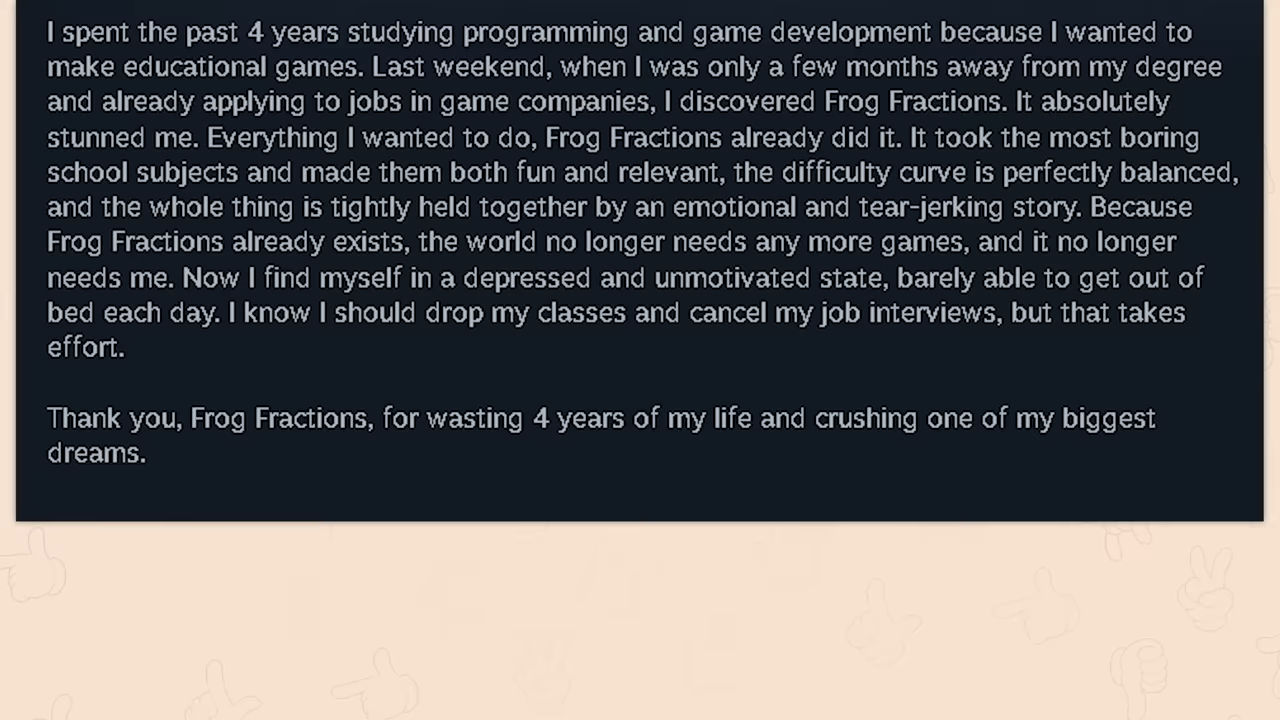 I spent the past 4 years studying programming and game development because I wanted to
make educational games. Last weekend, when I was only a few months away from my degree
and already applying to jobs in game companies, I discovered Frog Fractions. It absolutely
stunned me. Everything I wanted to do, Frog Fractions already did it. It took the most boring
school subjects and made them both fun and relevant, the difficulty curve is perfectly balanced,
and the whole thing is tightly held together by an emotional and tear-jerking story. Because
Frog Fractions already exists, the world no longer needs any more games, and it no longer
needs me. Now I find myself in a depressed and unmotivated state, barely able to get out of
bed each day. I know I should drop my classes and cancel my job interviews, but that takes
effort.
Thank you, Frog Fractions, for wasting 4 years of my life and crushing one of my biggest
dreams.